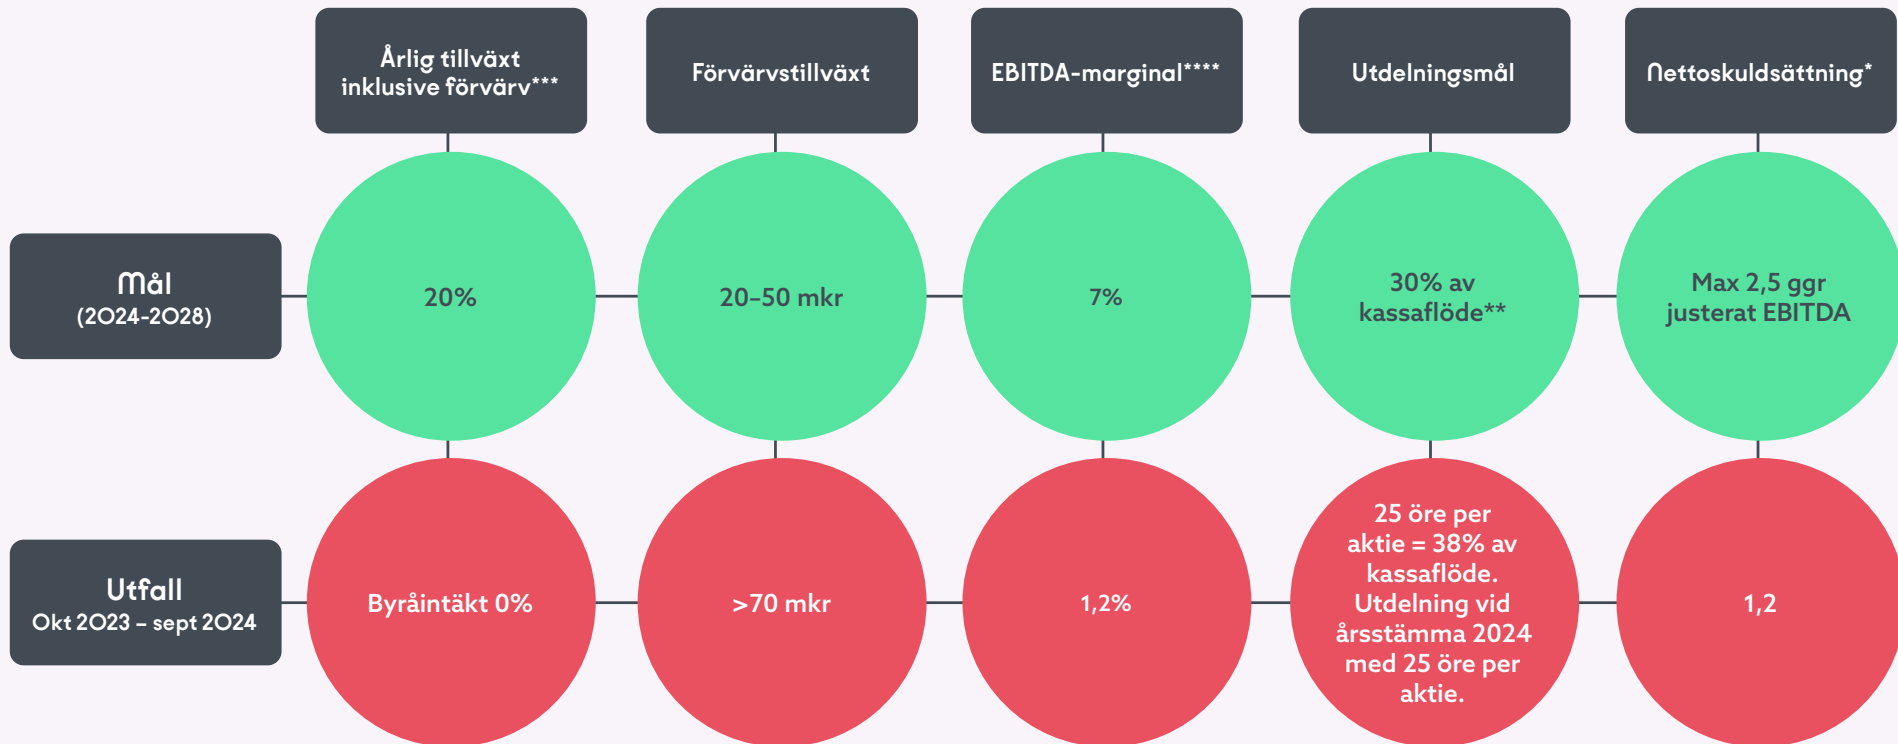 Årlig tillväxt
inklusive förvärv***
Förvärvstillväxt
EBITDA-marginal****
Utdelningsmål
Nettoskuldsättning*
Mål
(2024-2028)
20%
20–50 mkr
7%
30% av
kassaflöde**
Max 2,5 ggr
justerat EBITDA
Utfall
Okt 2023 – sept 2024
Byråintäkt 0%
>70 mkr
1,2%
25 öre per
aktie = 38% av
kassaflöde.
Utdelning vid
årsstämma 2024
med 25 öre per
aktie.
1,2